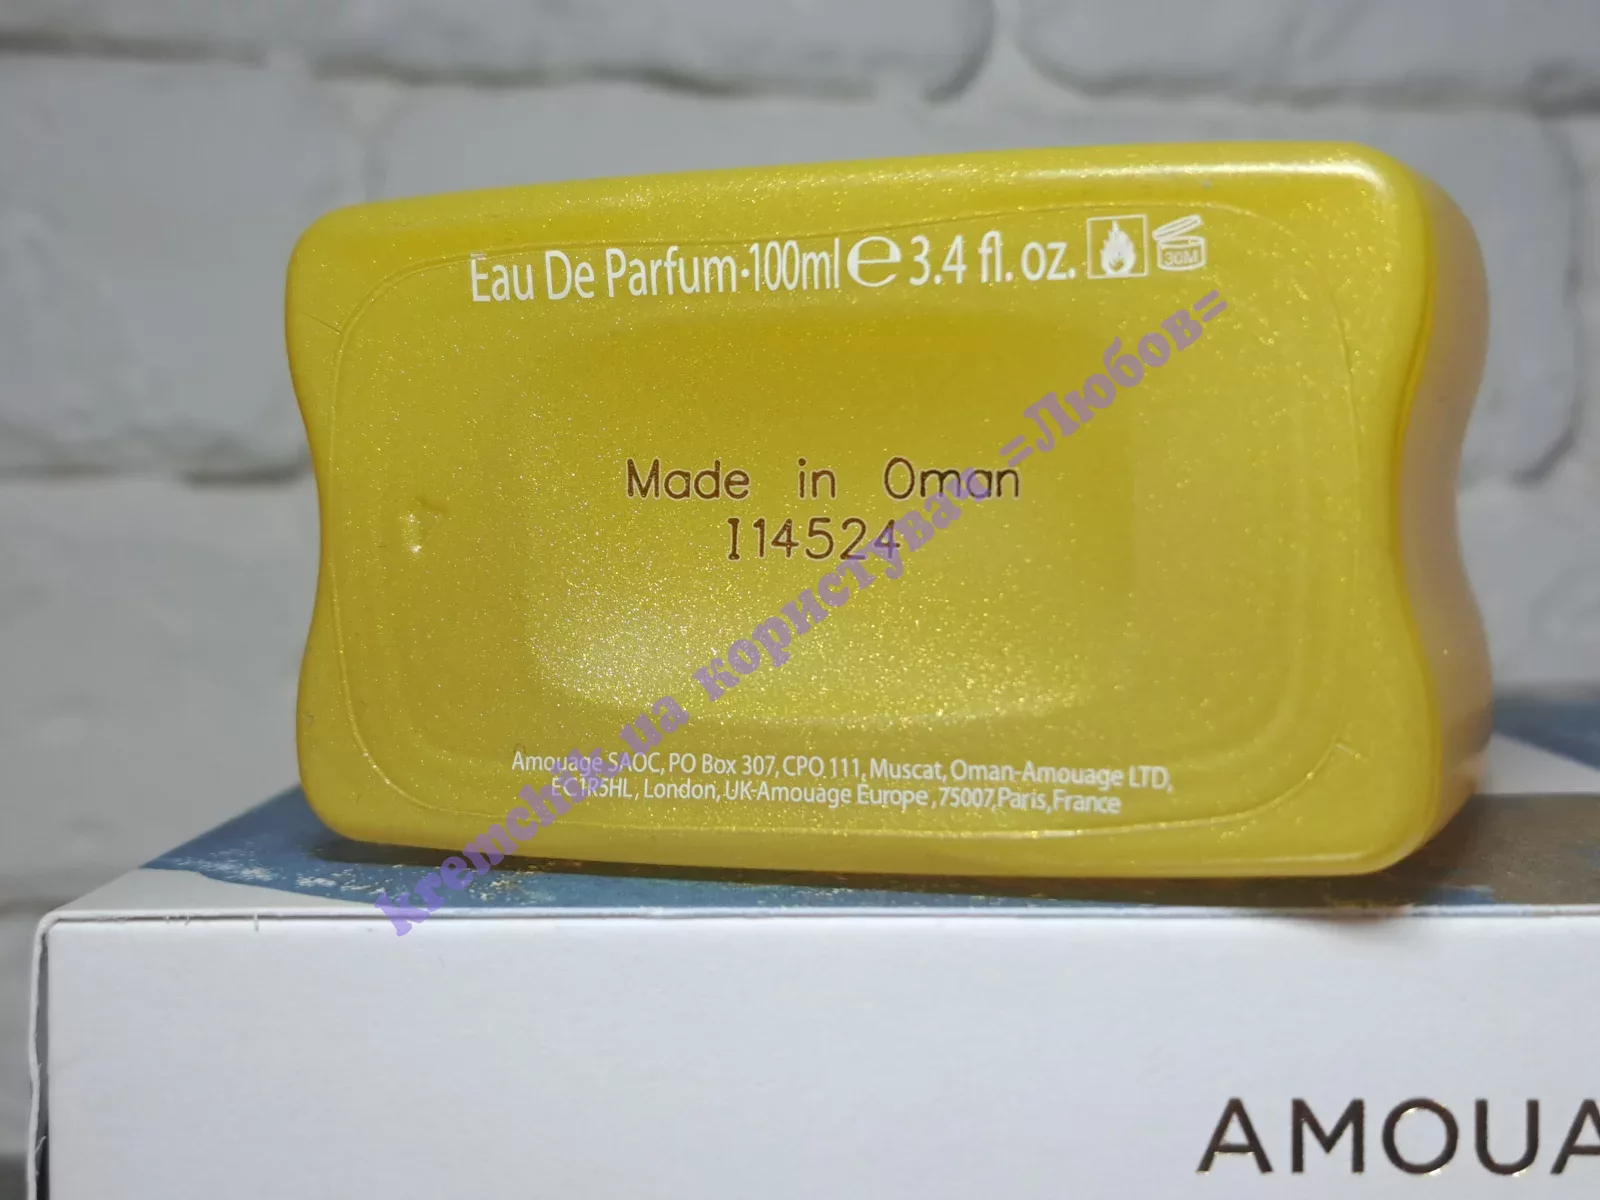 Eau De Parfum·100ml ℮ 3.4 fl. oz.
30M
Made in Oman
I14524
Amouage SAOC, PO Box 307, CPO 111, Muscat, Oman-Amouage LTD,
EC1R5HL, London, UK-Amouage Europe, 75007, Paris, France
kremchik.ua користувач =Любов=
AMOUA